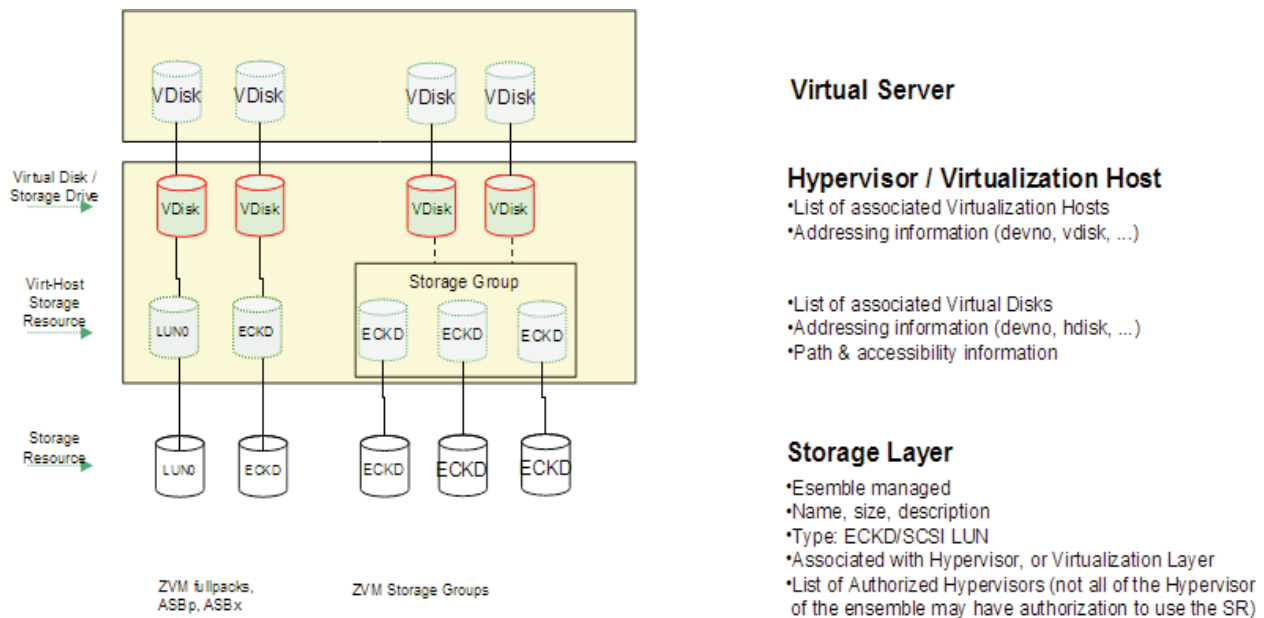 VDisk VDisk VDisk VDisk
Virtual Server
Virtual Disk /
Storage Drive
VDisk VDisk VDisk VDisk
Hypervisor / Virtualization Host
•List of associated Virtualization Hosts
•Addressing information (devno, vdisk, ...)
Virt-Host
Storage
Resource
Storage Group
LUN0 ECKD ECKD ECKD ECKD
•List of associated Virtual Disks
•Addressing information (devno, hdisk, ...)
•Path & accessibility information
Storage
Resource
LUN0 ECKD ECKD ECKD ECKD
Storage Layer
•Esemble managed
•Name, size, description
•Type: ECKD/SCSI LUN
•Associated with Hypervisor, or Virtualization Layer
•List of Authorized Hypervisors (not all of the Hypervisor
of the ensemble may have authorization to use the SR)
ZVM fullpacks,
ASBp, ASBx
ZVM Storage Groups